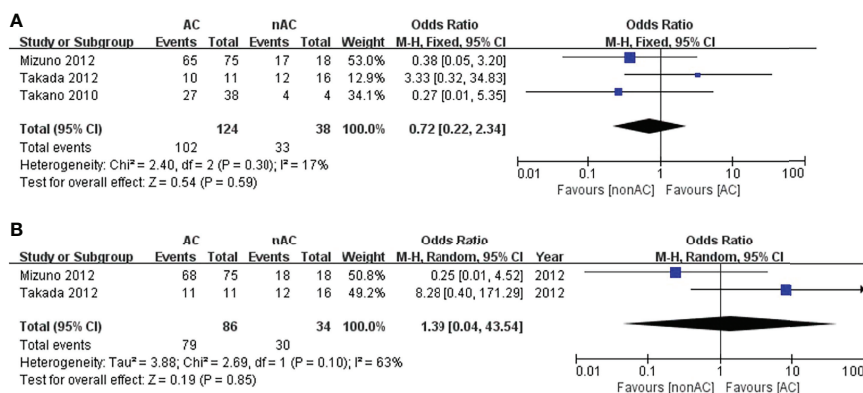 A
AC nAC Odds Ratio Odds Ratio
Study or Subgroup Events Total Events Total Weight M-H, Fixed, 95% CI M-H, Fixed, 95% CI
Mizuno 2012 65 75 17 18 53.0% 0.38 [0.05, 3.20]
Takada 2012 10 11 12 16 12.9% 3.33 [0.32, 34.83]
Takano 2010 27 38 4 4 34.1% 0.27 [0.01, 5.35]
Total (95% CI) 124 38 100.0% 0.72 [0.22, 2.34]
Total events 102 33
Heterogeneity: Chi² = 2.40, df = 2 (P = 0.30); I² = 17%
Test for overall effect: Z = 0.54 (P = 0.59)
0.01 0.1 1 10 100
Favours [nonAC] Favours [AC]
B
AC nAC Odds Ratio Odds Ratio
Study or Subgroup Events Total Events Total Weight M-H, Random, 95% CI Year M-H, Random, 95% CI
Mizuno 2012 68 75 18 18 50.8% 0.25 [0.01, 4.52] 2012
Takada 2012 11 11 12 16 49.2% 8.28 [0.40, 171.29] 2012
Total (95% CI) 86 34 100.0% 1.39 [0.04, 43.54]
Total events 79 30
Heterogeneity: Tau² = 3.88; Chi² = 2.69, df = 1 (P = 0.10); I² = 63%
Test for overall effect: Z = 0.19 (P = 0.85)
0.01 0.1 1 10 100
Favours [nonAC] Favours [AC]